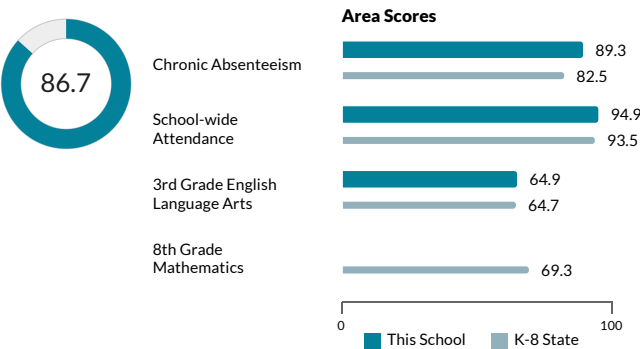 Area Scores
86.7
Chronic Absenteeism
89.3
82.5
School-wide
Attendance
94.9
93.5
3rd Grade English
Language Arts
64.9
64.7
8th Grade
Mathematics
69.3
0 100
This School K-8 State